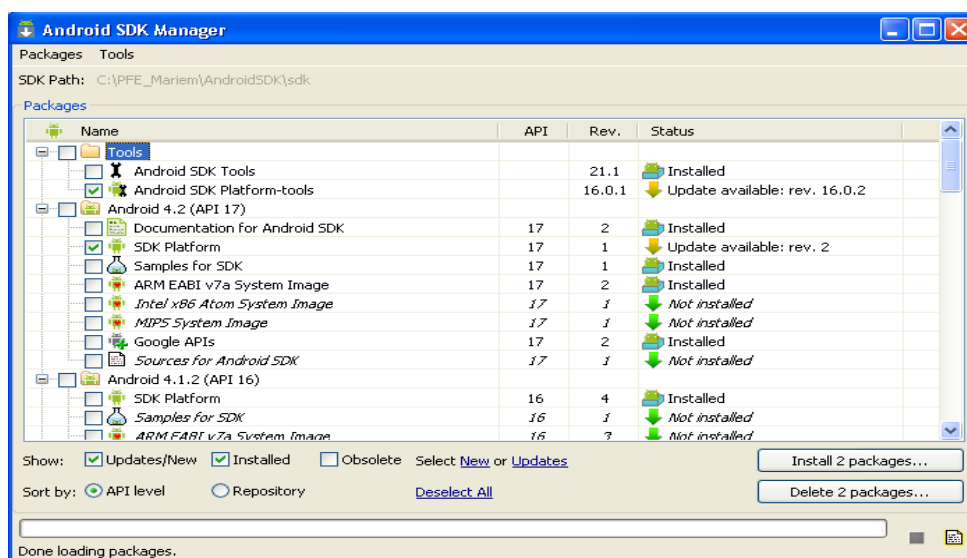 Android SDK Manager
Packages Tools
SDK Path: C:\PFE_Mariem\AndroidSDK\sdk
Packages
Name API Rev. Status
Tools
Android SDK Tools 21.1 Installed
Android SDK Platform-tools 16.0.1 Update available: rev. 16.0.2
Android 4.2 (API 17)
Documentation for Android SDK 17 2 Installed
SDK Platform 17 1 Update available: rev. 2
Samples for SDK 17 1 Installed
ARM EABI v7a System Image 17 2 Installed
Intel x86 Atom System Image 17 1 Not installed
MIPS System Image 17 1 Not installed
Google APIs 17 2 Installed
Sources for Android SDK 17 1 Not installed
Android 4.1.2 (API 16)
SDK Platform 16 4 Installed
Samples for SDK 16 1 Not installed
ARM EABI v7a System Image 16 3 Not installed
Show: Updates/New Installed Obsolete Select New or Updates Install 2 packages...
Sort by: API level Repository Deselect All Delete 2 packages...
Done loading packages.